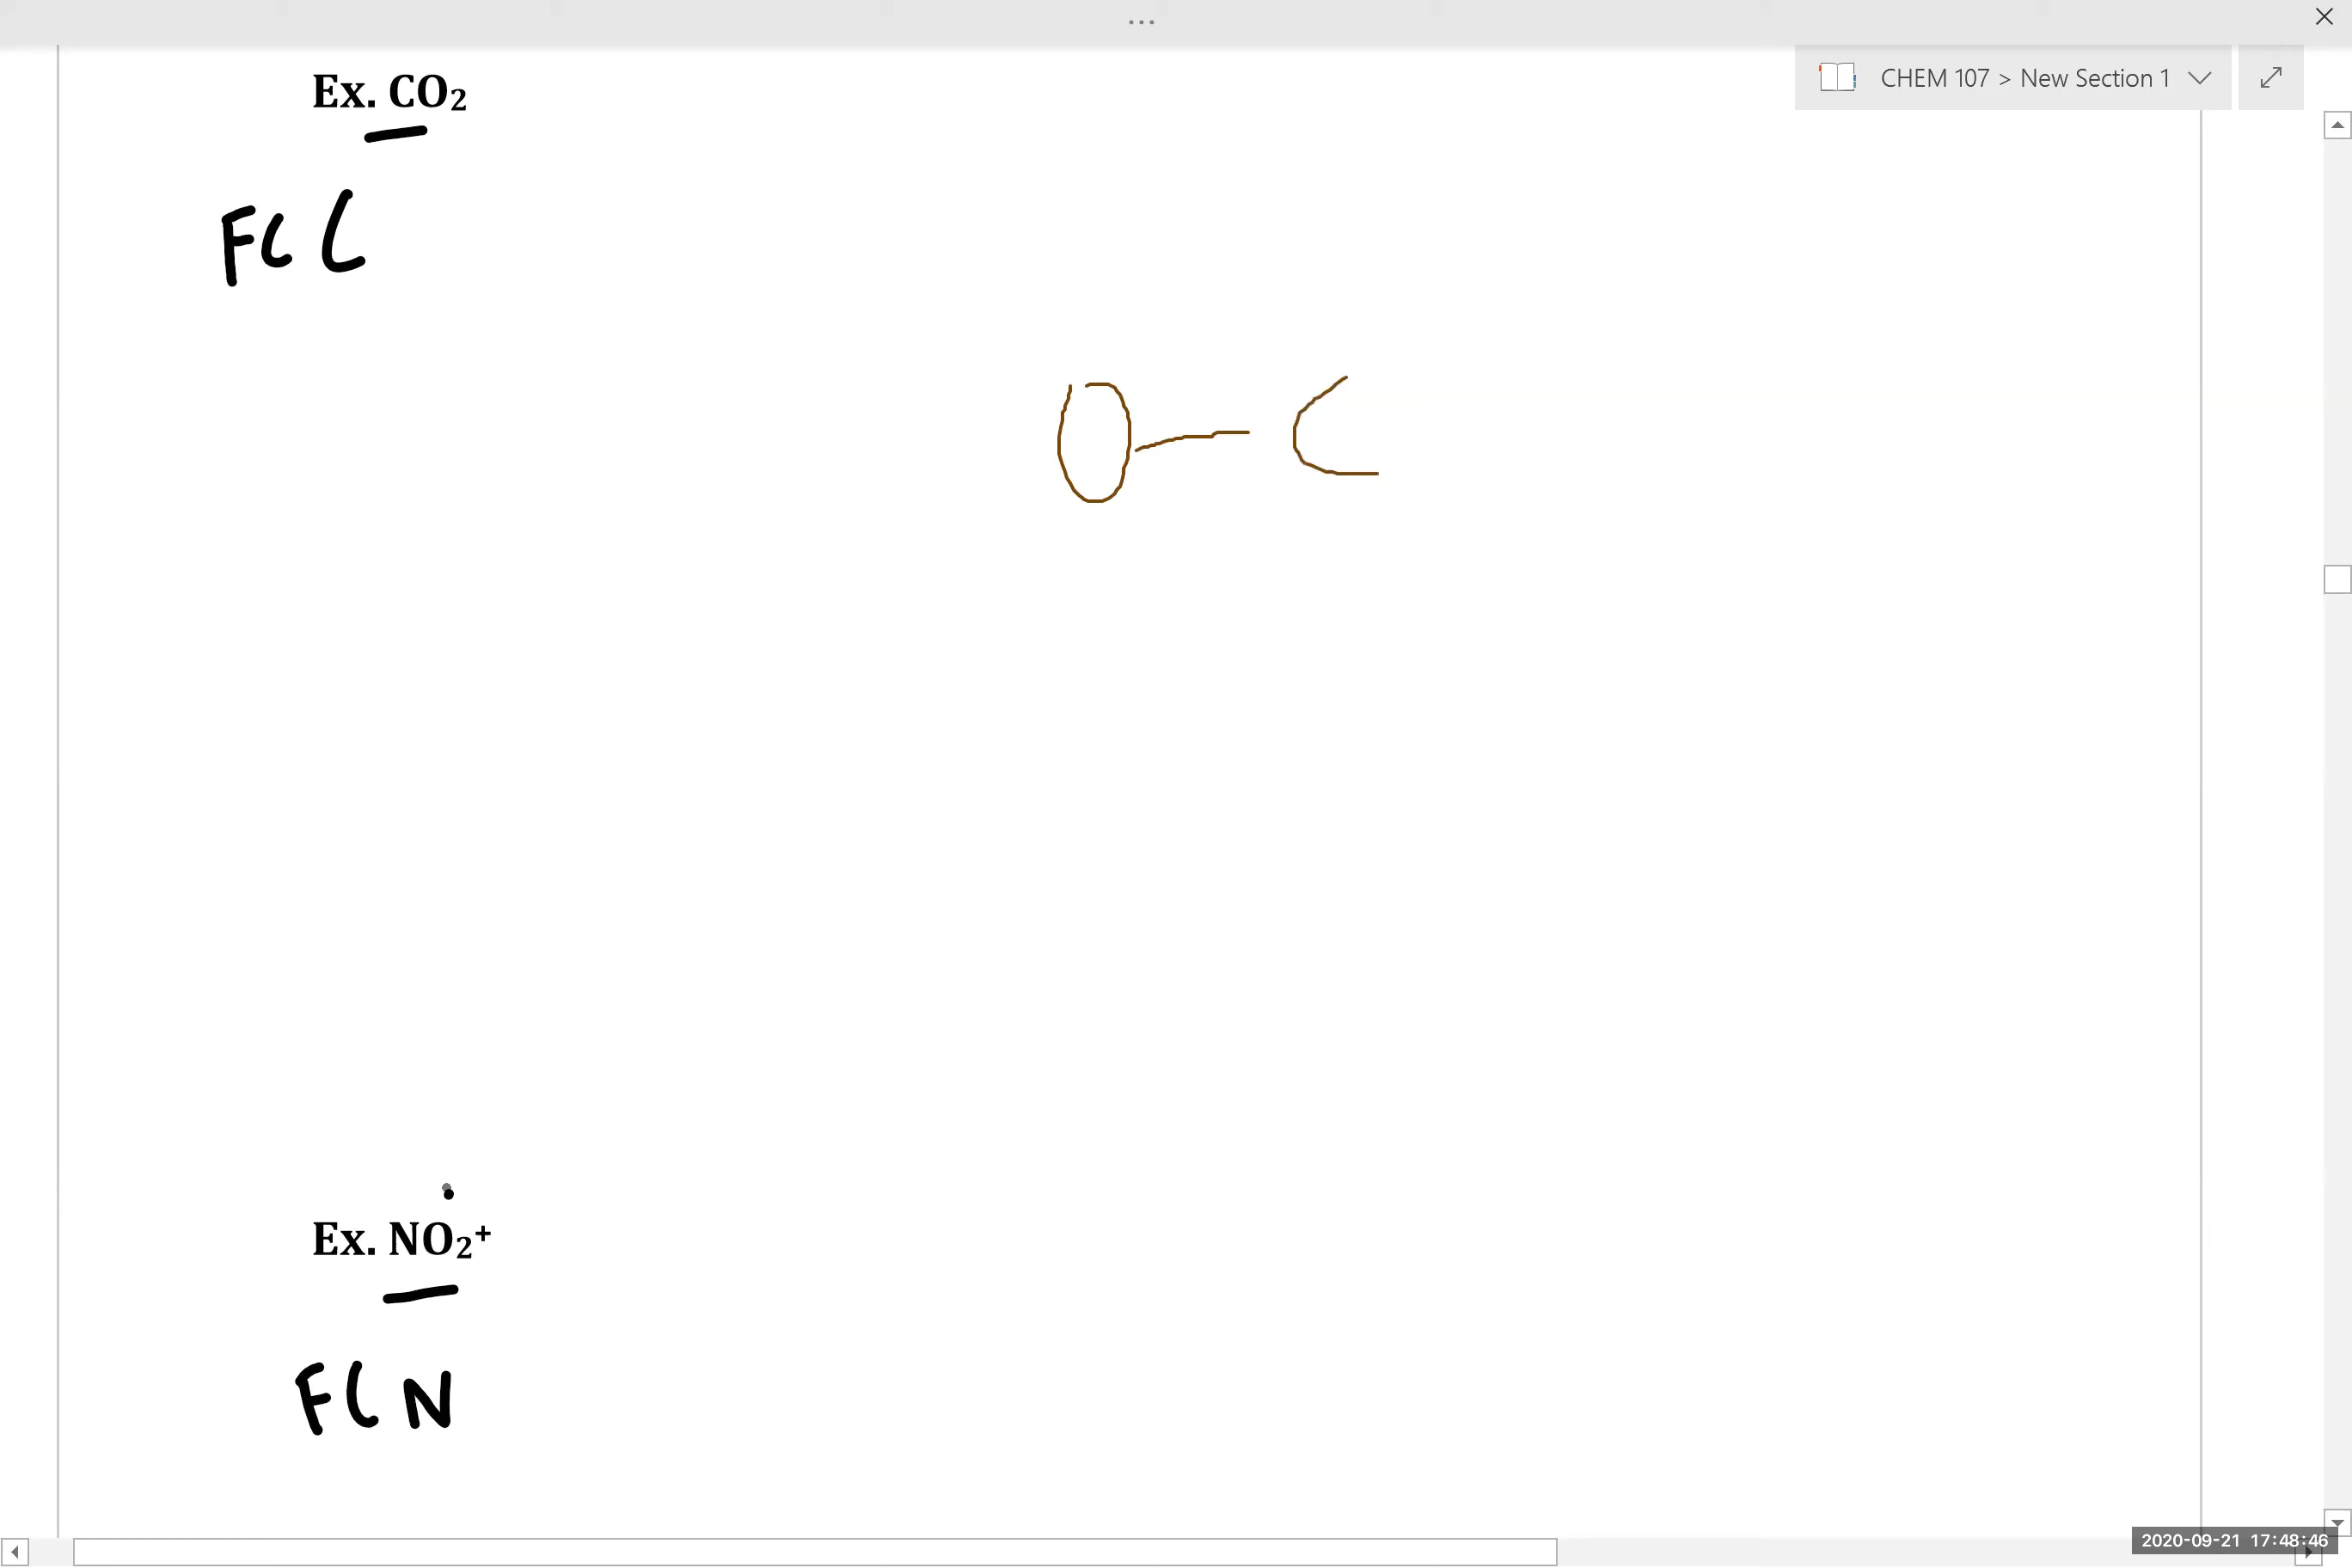 CHEM 107 > New Section 1
Ex. CO₂
FC C
O — C
Ex. NO₂⁺
FC N
2020-09-21 17:48:46